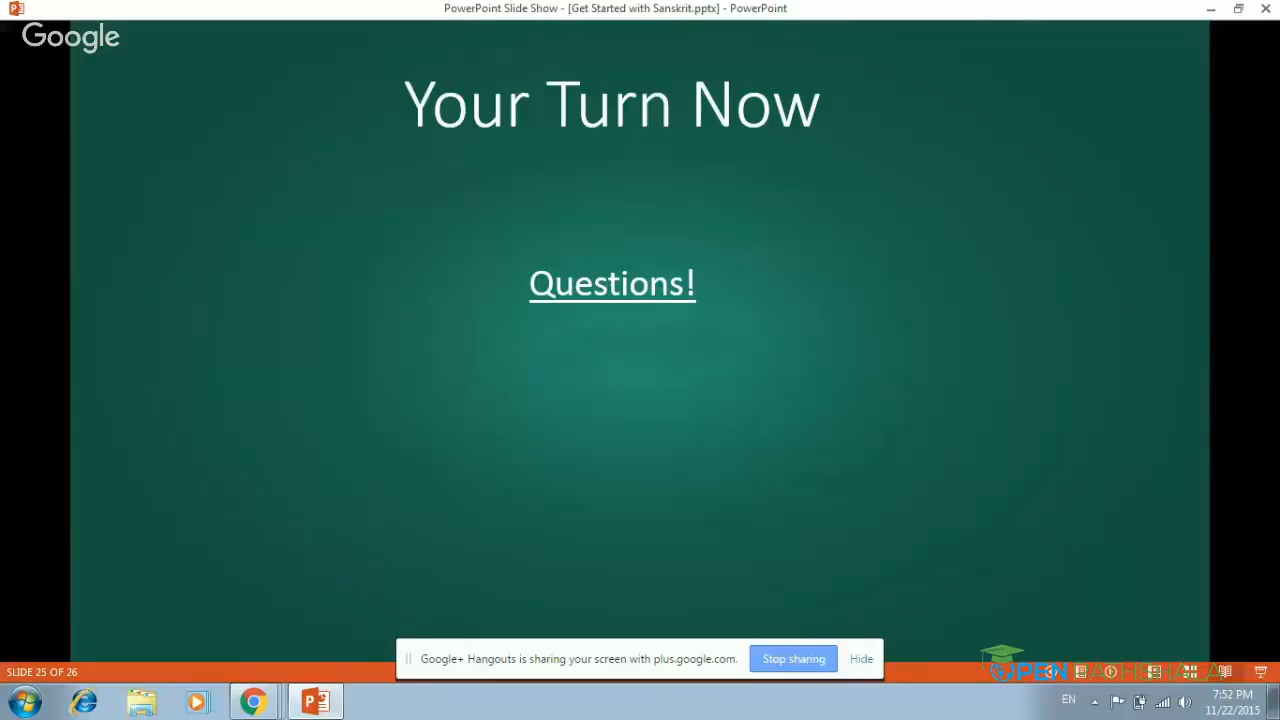 PowerPoint Slide Show - [Get Started with Sanskrit.pptx] - PowerPoint
Google
Your Turn Now
Questions!
Google+ Hangouts is sharing your screen with plus.google.com.
Stop sharing
Hide
SLIDE 25 OF 26
EN
7:52 PM
11/22/2015